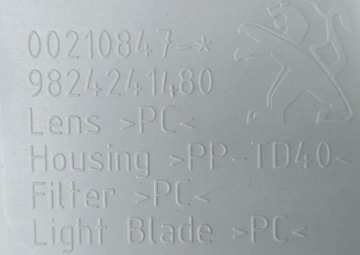 00210847-*
9824241480
Lens >PC<
Housing >PP-TD40<
Filter >PC<
Light Blade >PC<